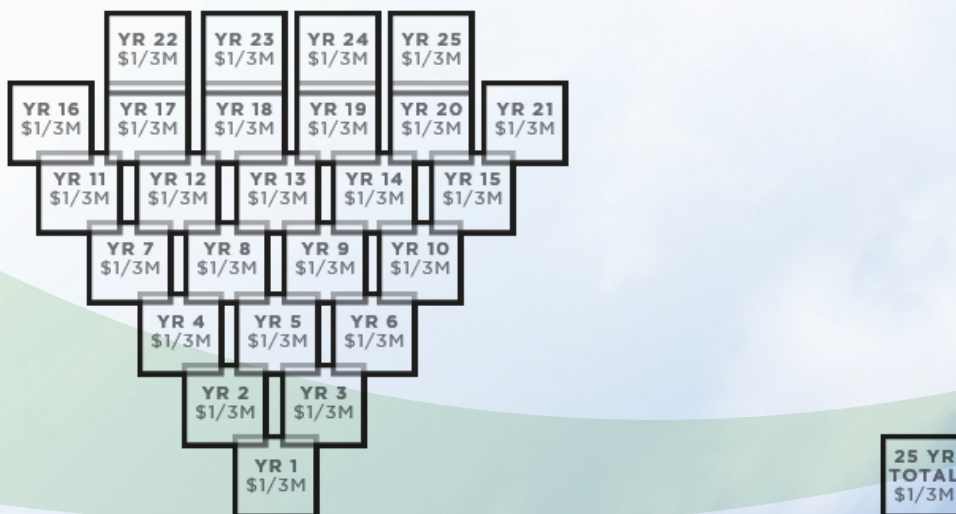 YR 22
$1/3M
YR 23
$1/3M
YR 24
$1/3M
YR 25
$1/3M
YR 16
$1/3M
YR 17
$1/3M
YR 18
$1/3M
YR 19
$1/3M
YR 20
$1/3M
YR 21
$1/3M
YR 11
$1/3M
YR 12
$1/3M
YR 13
$1/3M
YR 14
$1/3M
YR 15
$1/3M
YR 7
$1/3M
YR 8
$1/3M
YR 9
$1/3M
YR 10
$1/3M
YR 4
$1/3M
YR 5
$1/3M
YR 6
$1/3M
YR 2
$1/3M
YR 3
$1/3M
YR 1
$1/3M
25 YR
TOTAL
$1/3M